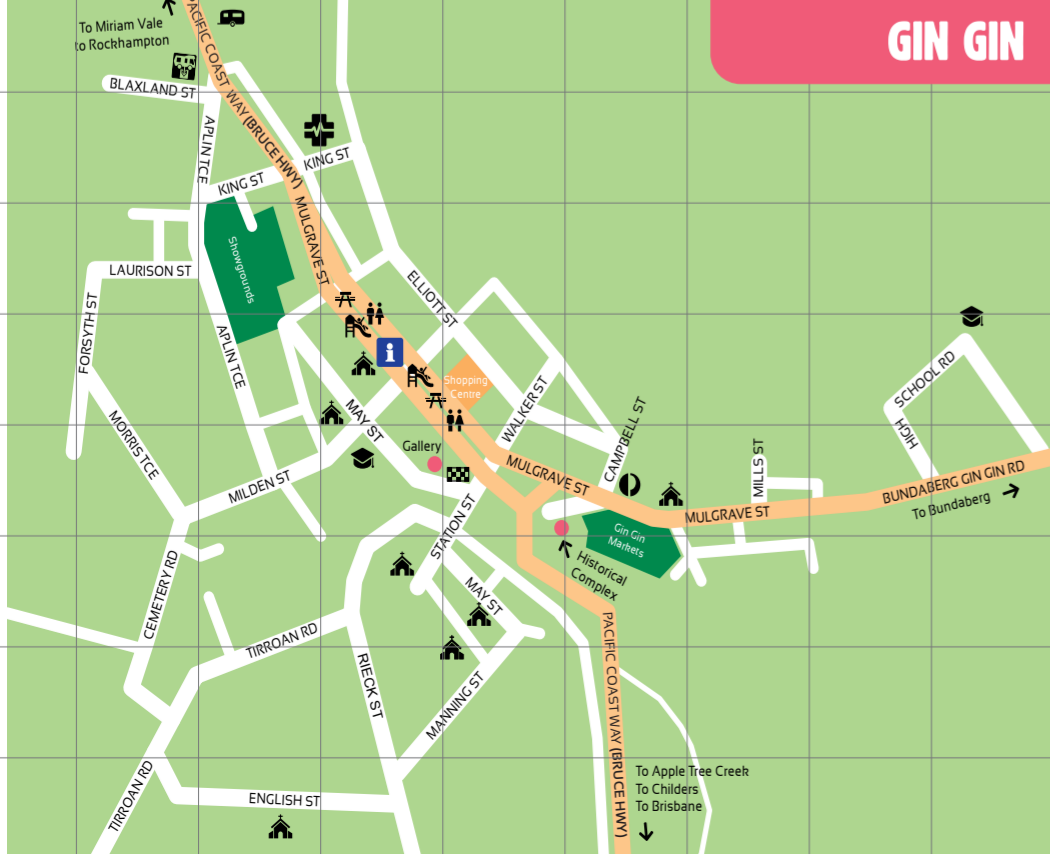 GIN GIN
To Miriam Vale
to Rockhampton
PACIFIC COAST WAY (BRUCE HWY)
BLAXLAND ST
APLIN TCE
KING ST
KING ST
MULGRAVE ST
Showgrounds
LAURISON ST
ELLIOTT ST
FORSYTH ST
APLIN TCE
i
Shopping
Centre
SCHOOL RD
HIGH
WALKER ST
CAMPBELL ST
MAY ST
MORRIS TCE
Gallery
MULGRAVE ST
MILLS ST
BUNDABERG GIN GIN RD
To Bundaberg
MILDEN ST
MULGRAVE ST
STATION ST
Gin Gin
Markets
Historical
Complex
CEMETERY RD
MAY ST
TIRROAN RD
RIECK ST
MANNING ST
PACIFIC COAST WAY (BRUCE HWY)
To Apple Tree Creek
To Childers
To Brisbane
TIRROAN RD
ENGLISH ST